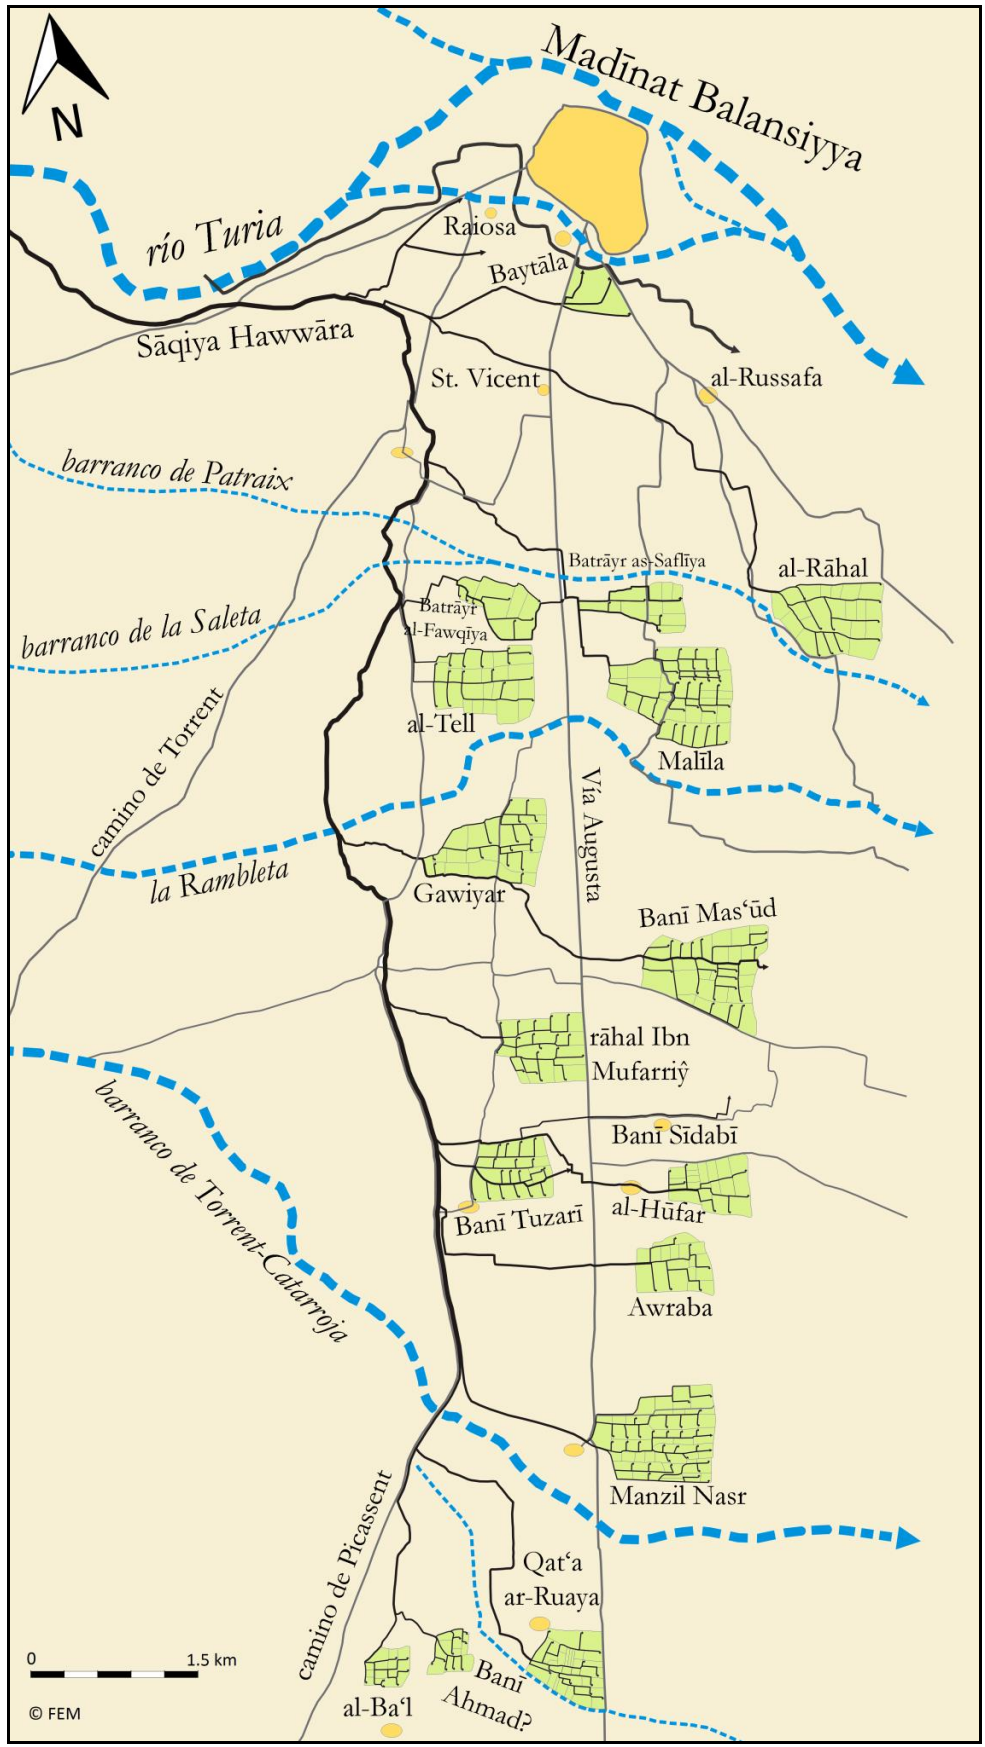 Madīnat Balansiyya
N
río Turia
Raiosa
Baytāla
Sāqiya Hawwāra
St. Vicent
al-Russafa
barranco de Patraix
Batrāyr as-Saflīya
al-Rāhal
Batrāyr
al-Fawqīya
barranco de la Saleta
al-Tell
camino de Torrent
Malīla
Vía Augusta
la Rambleta
Gawiyar
Banī Mas‘ūd
rāhal Ibn
Mufarriŷ
barranco de Torrent-Catarroja
Banī Sīdabī
Banī Tuzarī
al-Hūfar
Awraba
Manzil Nasr
camino de Picassent
Qat‘a
ar-Ruaya
0 1.5 km
Banī
Ahmad?
al-Ba‘l
© FEM